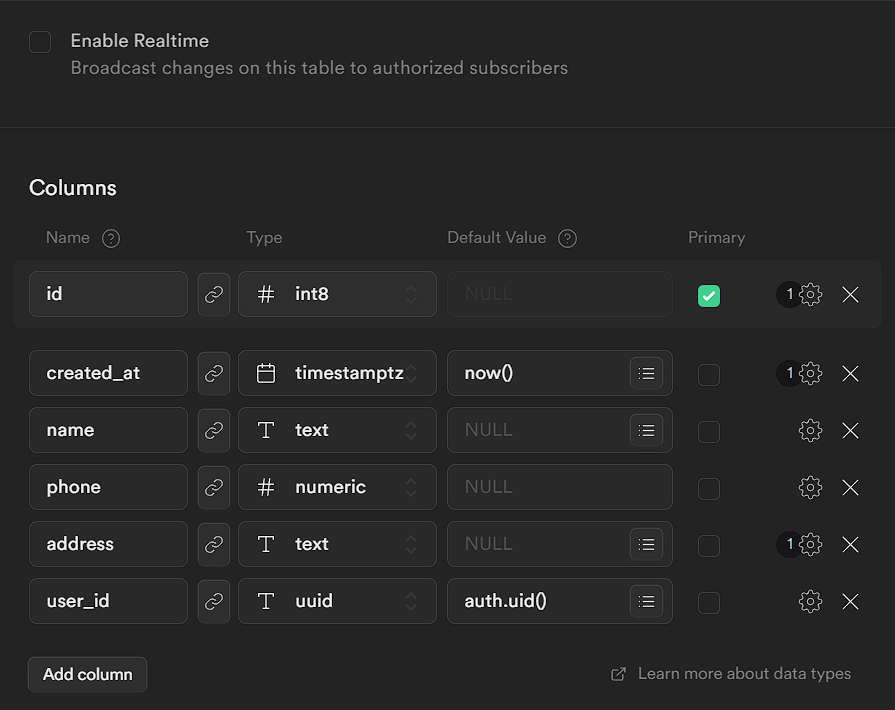 Enable Realtime
Broadcast changes on this table to authorized subscribers
Columns
Name ? Type Default Value ? Primary
id # int8 NULL 1
created_at timestamptz now() 1
name T text NULL
phone # numeric NULL
address T text NULL 1
user_id T uuid auth.uid()
Add column Learn more about data types